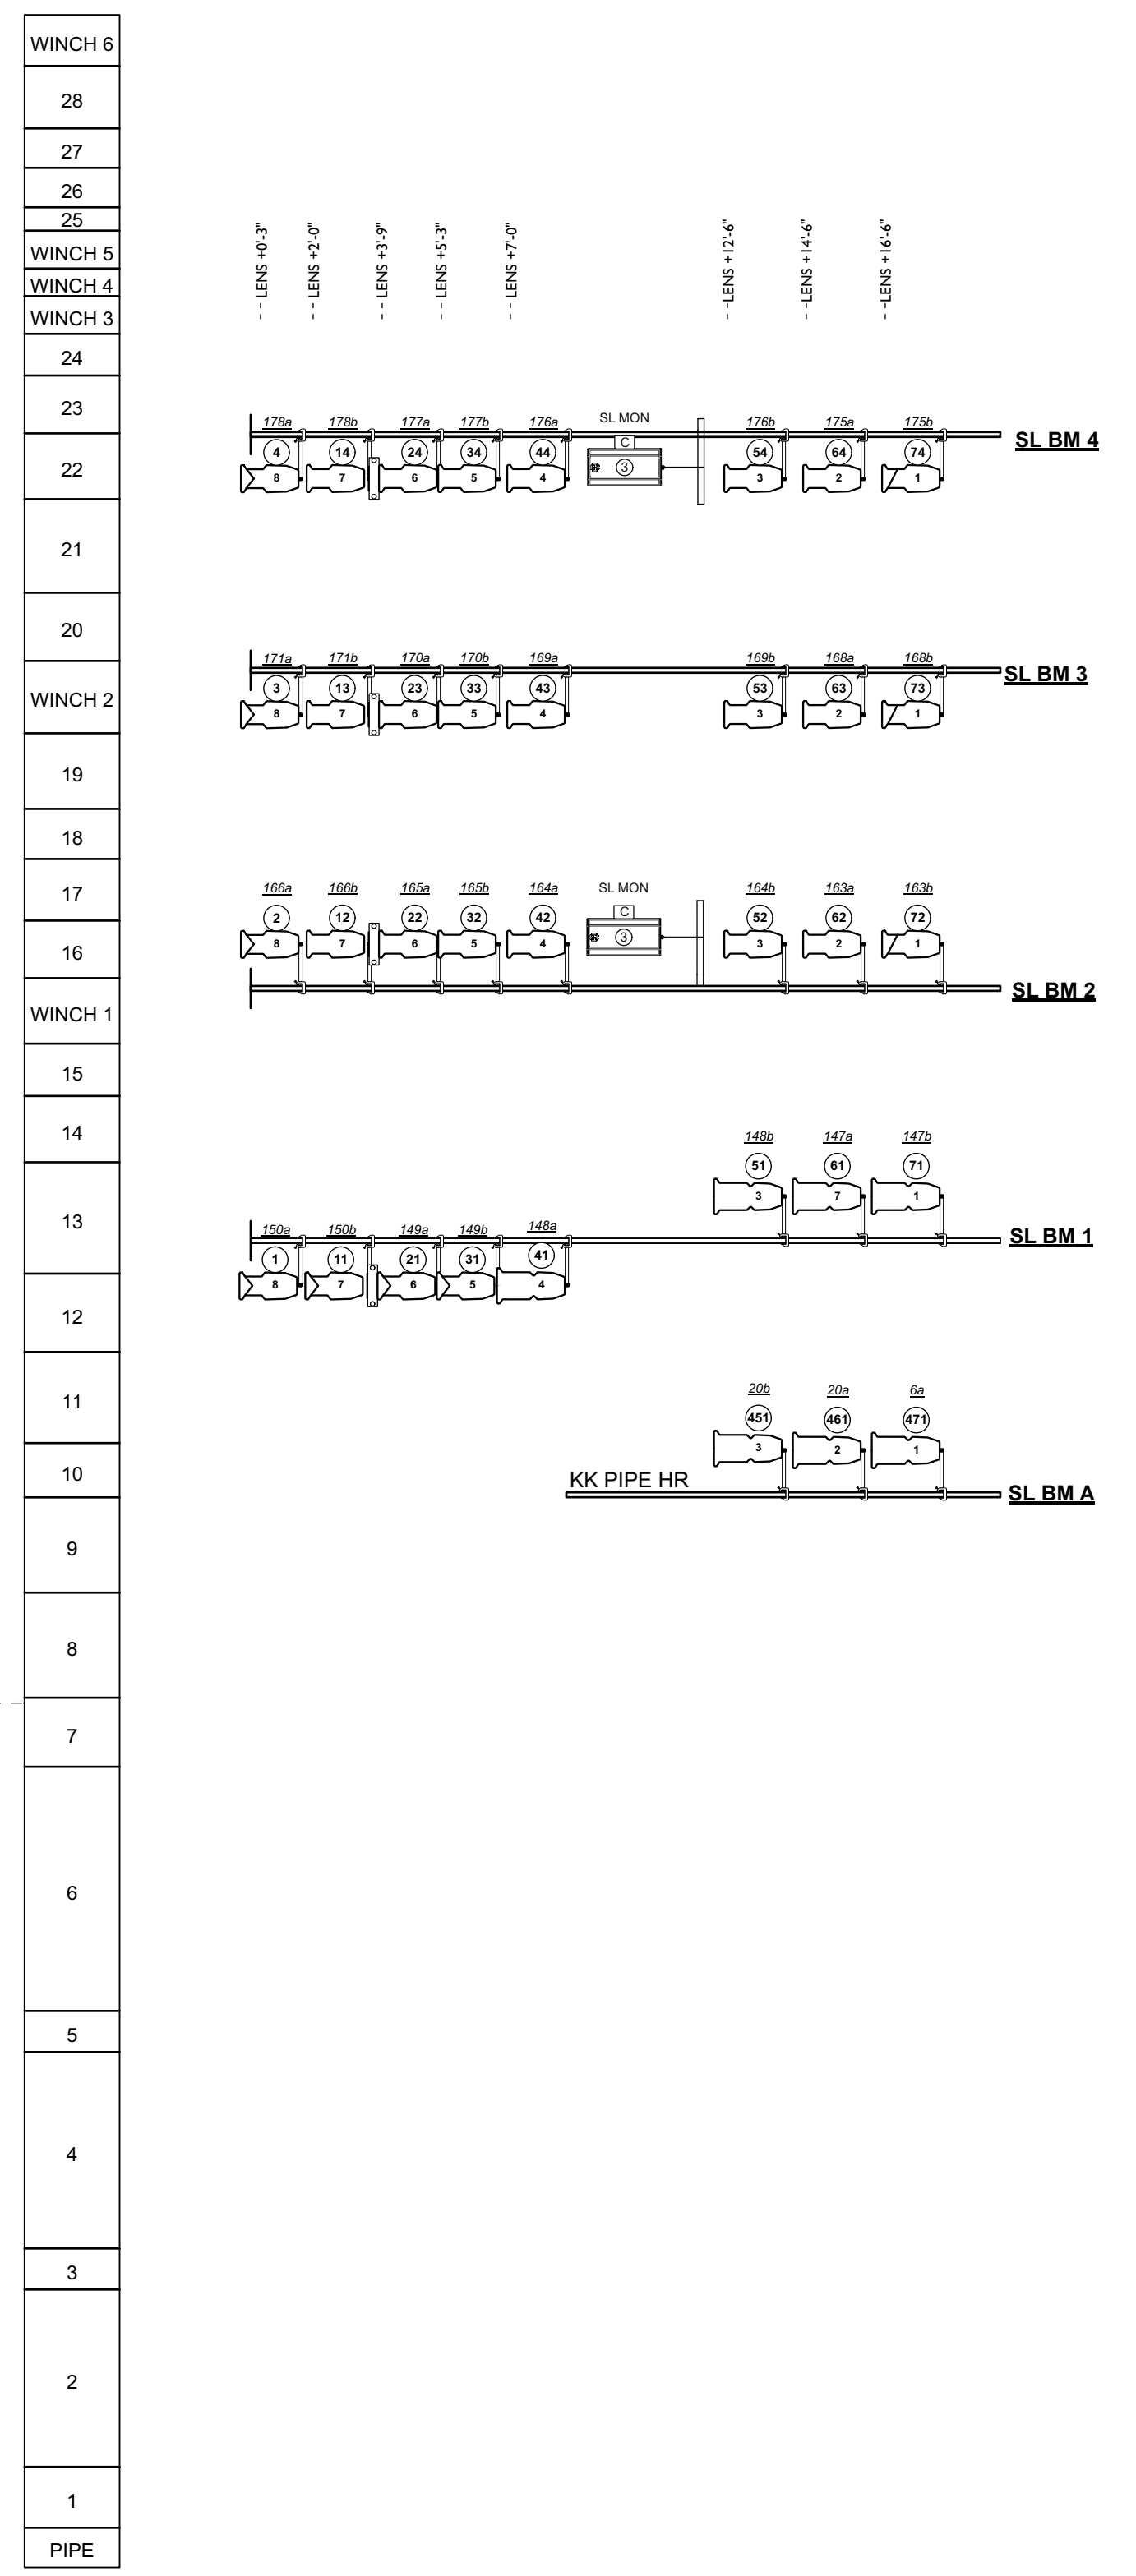 WINCH 6
28
27
26
25
WINCH 5
WINCH 4
WINCH 3
24
23
22
21
20
WINCH 2
19
18
17
16
WINCH 1
15
14
13
12
11
10
9
8
7
6
5
4
3
2
1
PIPE
- - LENS +0'-3"
- - LENS +2'-0"
- - LENS +3'-9"
- - LENS +5'-3"
- - LENS +7'-0"
- -LENS +12'-6"
- -LENS +14'-6"
- -LENS +16'-6"
178a 178b 177a 177b 176a SL MON 176b 175a 175b
SL BM 4
C
4 14 24 34 44 54 64 74
8 7 6 5 4 3 3 2 1
171a 171b 170a 170b 169a 169b 168a 168b
SL BM 3
3 13 23 33 43 53 63 73
8 7 6 5 4 3 2 1
166a 166b 165a 165b 164a SL MON 164b 163a 163b
C
2 12 22 32 42 52 62 72
8 7 6 5 4 3 3 2 1
SL BM 2
148b 147a 147b
51 61 71
3 7 1
150a 150b 149a 149b 148a
SL BM 1
1 11 21 31 41
8 7 6 5 4
20b 20a 6a
451 461 471
3 2 1
KK PIPE HR
SL BM A